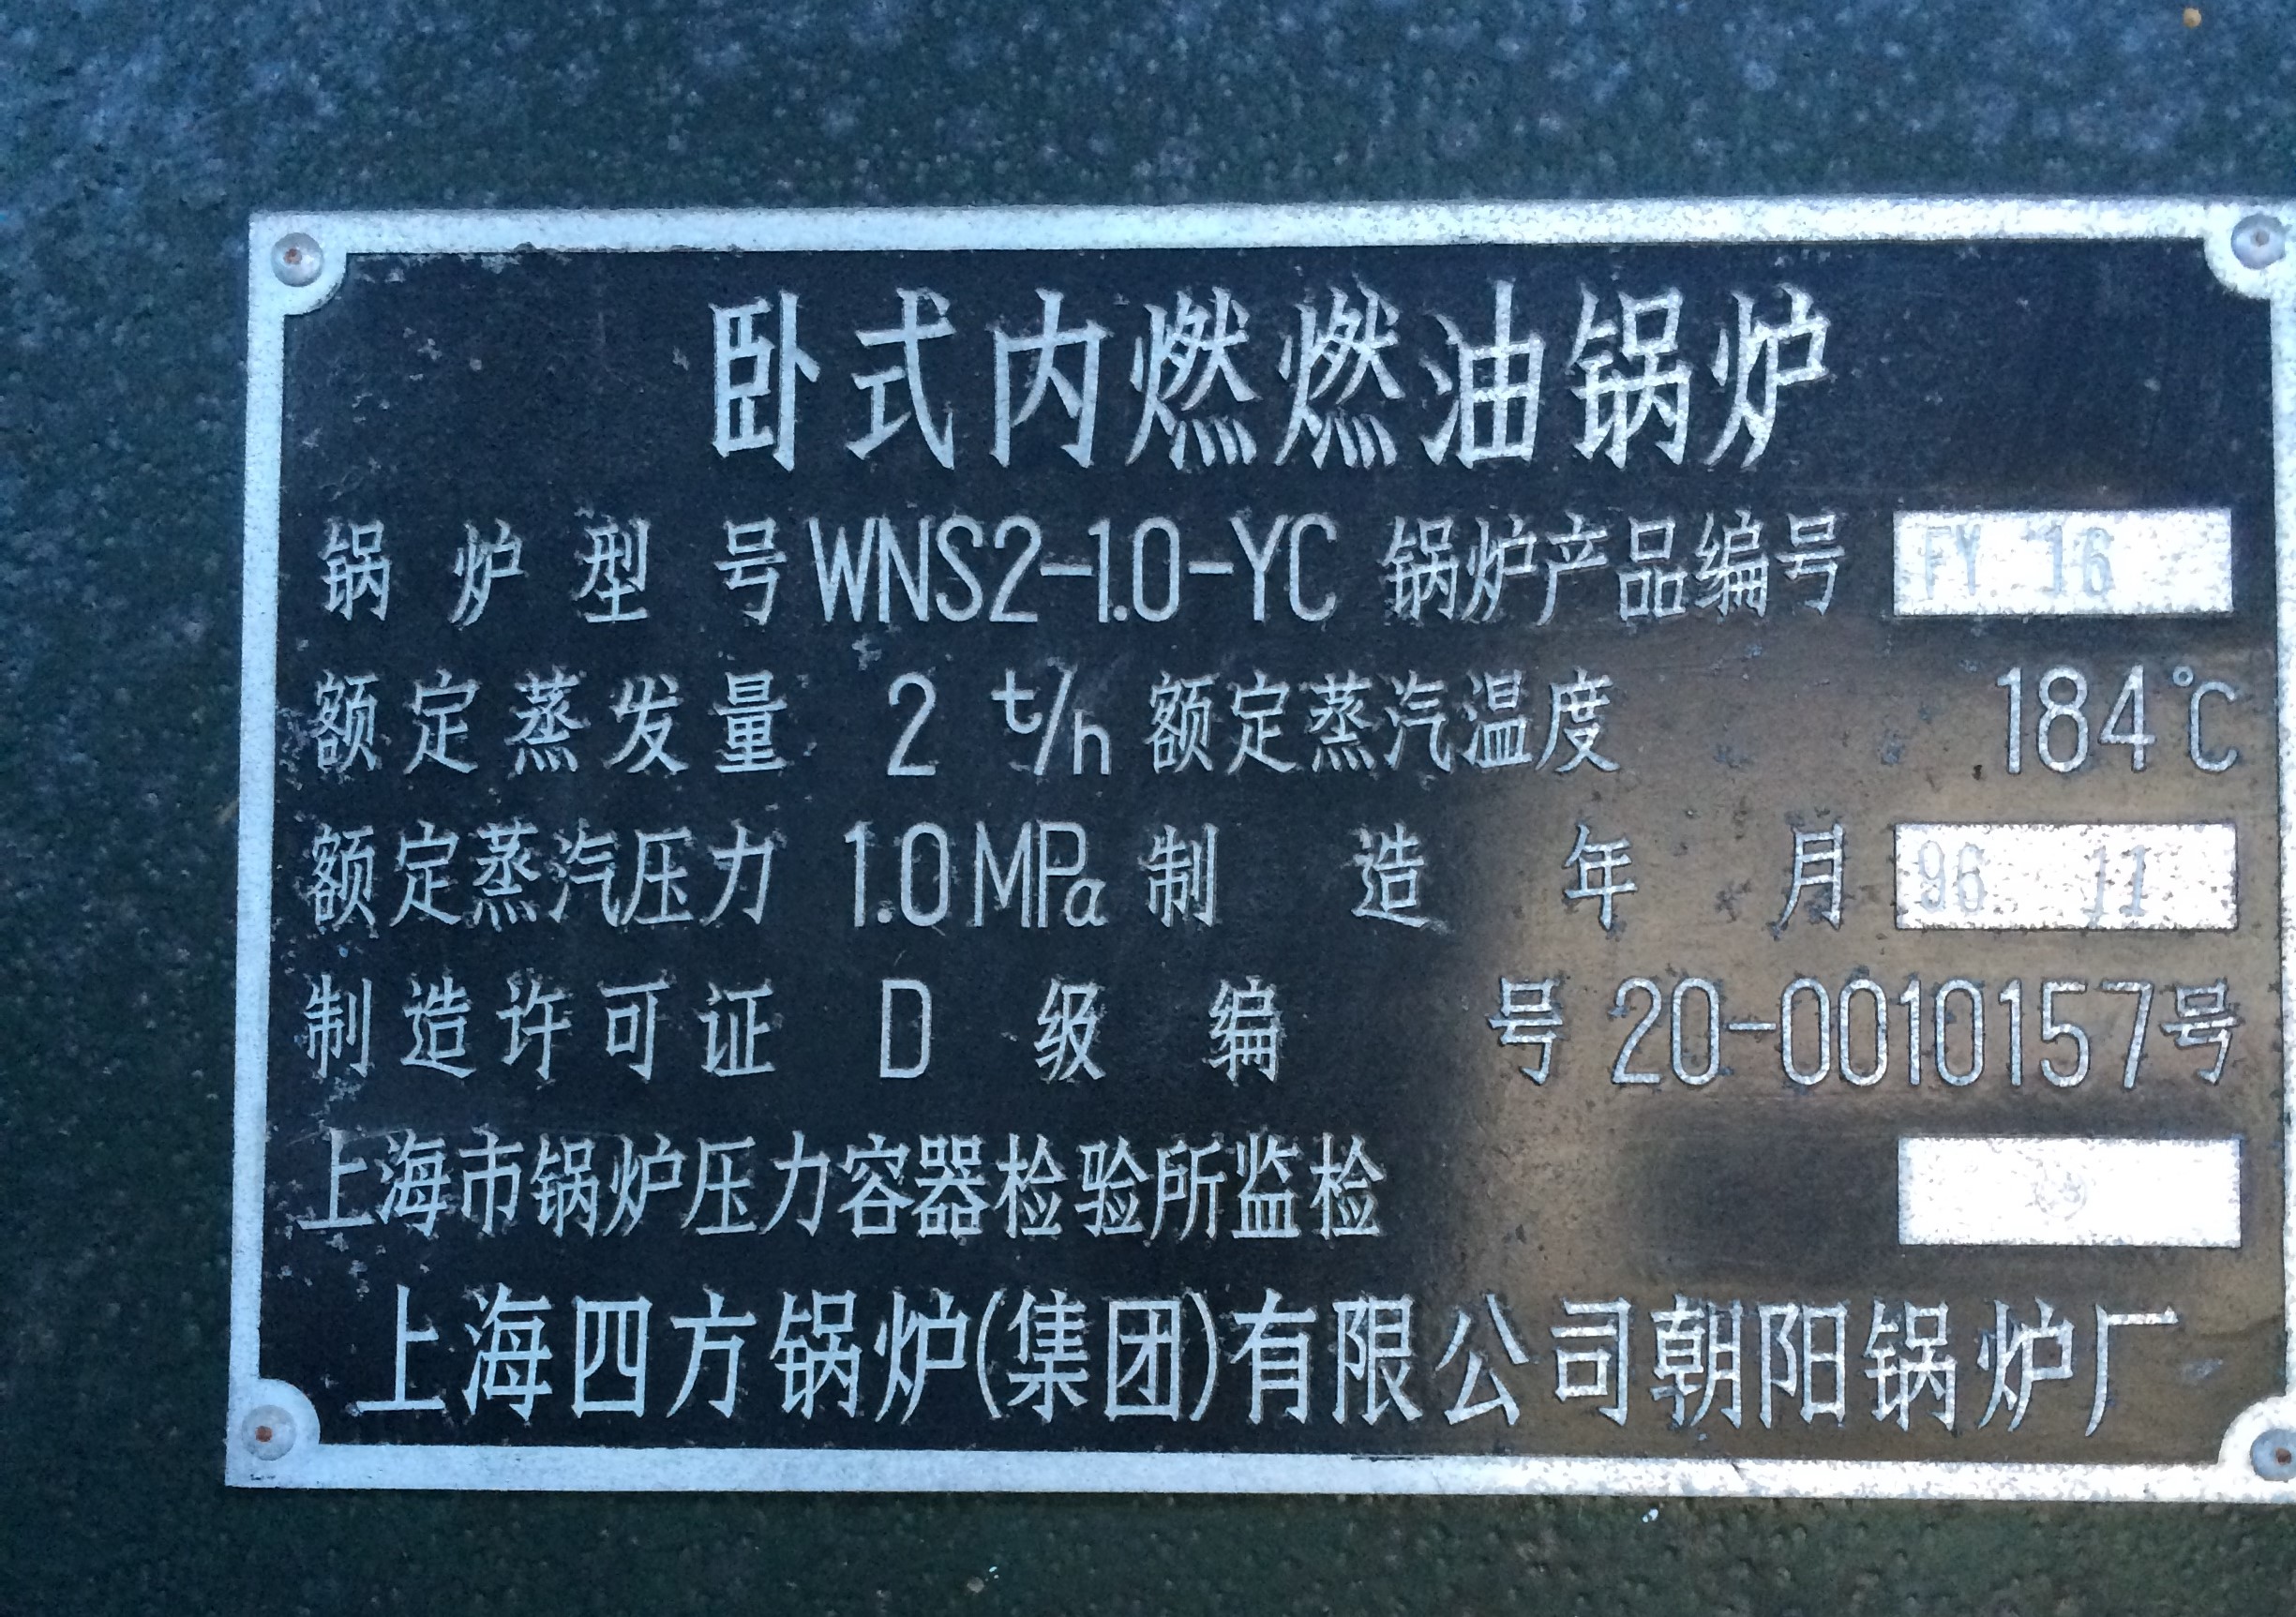 卧式内燃燃油锅炉
锅炉型号 WNS2-1.0-YC 锅炉产品编号 FY 16
额定蒸发量 2 t/h 额定蒸汽温度 184℃
额定蒸汽压力 1.0 MPa 制造年月 96 11
制造许可证 D 级编号 20-0010157号
上海市锅炉压力容器检验所监检
上海四方锅炉(集团)有限公司朝阳锅炉厂